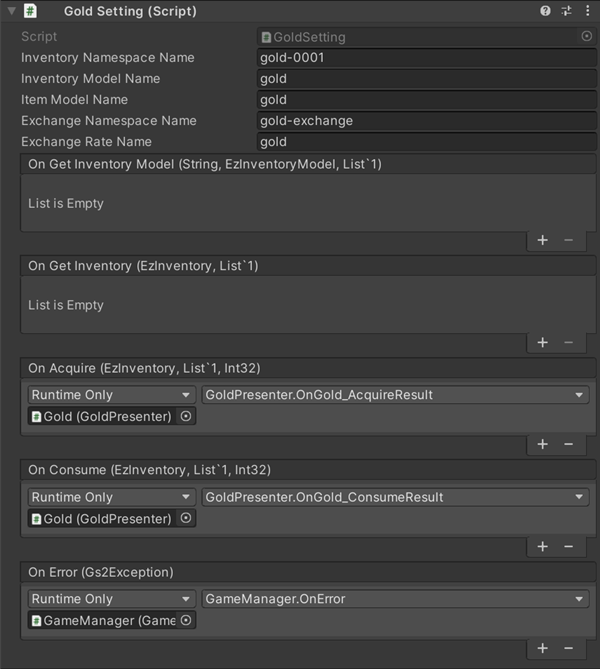 Gold Setting (Script)
Script GoldSetting
Inventory Namespace Name gold-0001
Inventory Model Name gold
Item Model Name gold
Exchange Namespace Name gold-exchange
Exchange Rate Name gold
On Get Inventory Model (String, EzInventoryModel, List`1)
List is Empty
+ −
On Get Inventory (EzInventory, List`1)
List is Empty
+ −
On Acquire (EzInventory, List`1, Int32)
Runtime Only GoldPresenter.OnGold_AcquireResult
Gold (GoldPresenter)
+ −
On Consume (EzInventory, List`1, Int32)
Runtime Only GoldPresenter.OnGold_ConsumeResult
Gold (GoldPresenter)
+ −
On Error (Gs2Exception)
Runtime Only GameManager.OnError
GameManager (Game
+ −